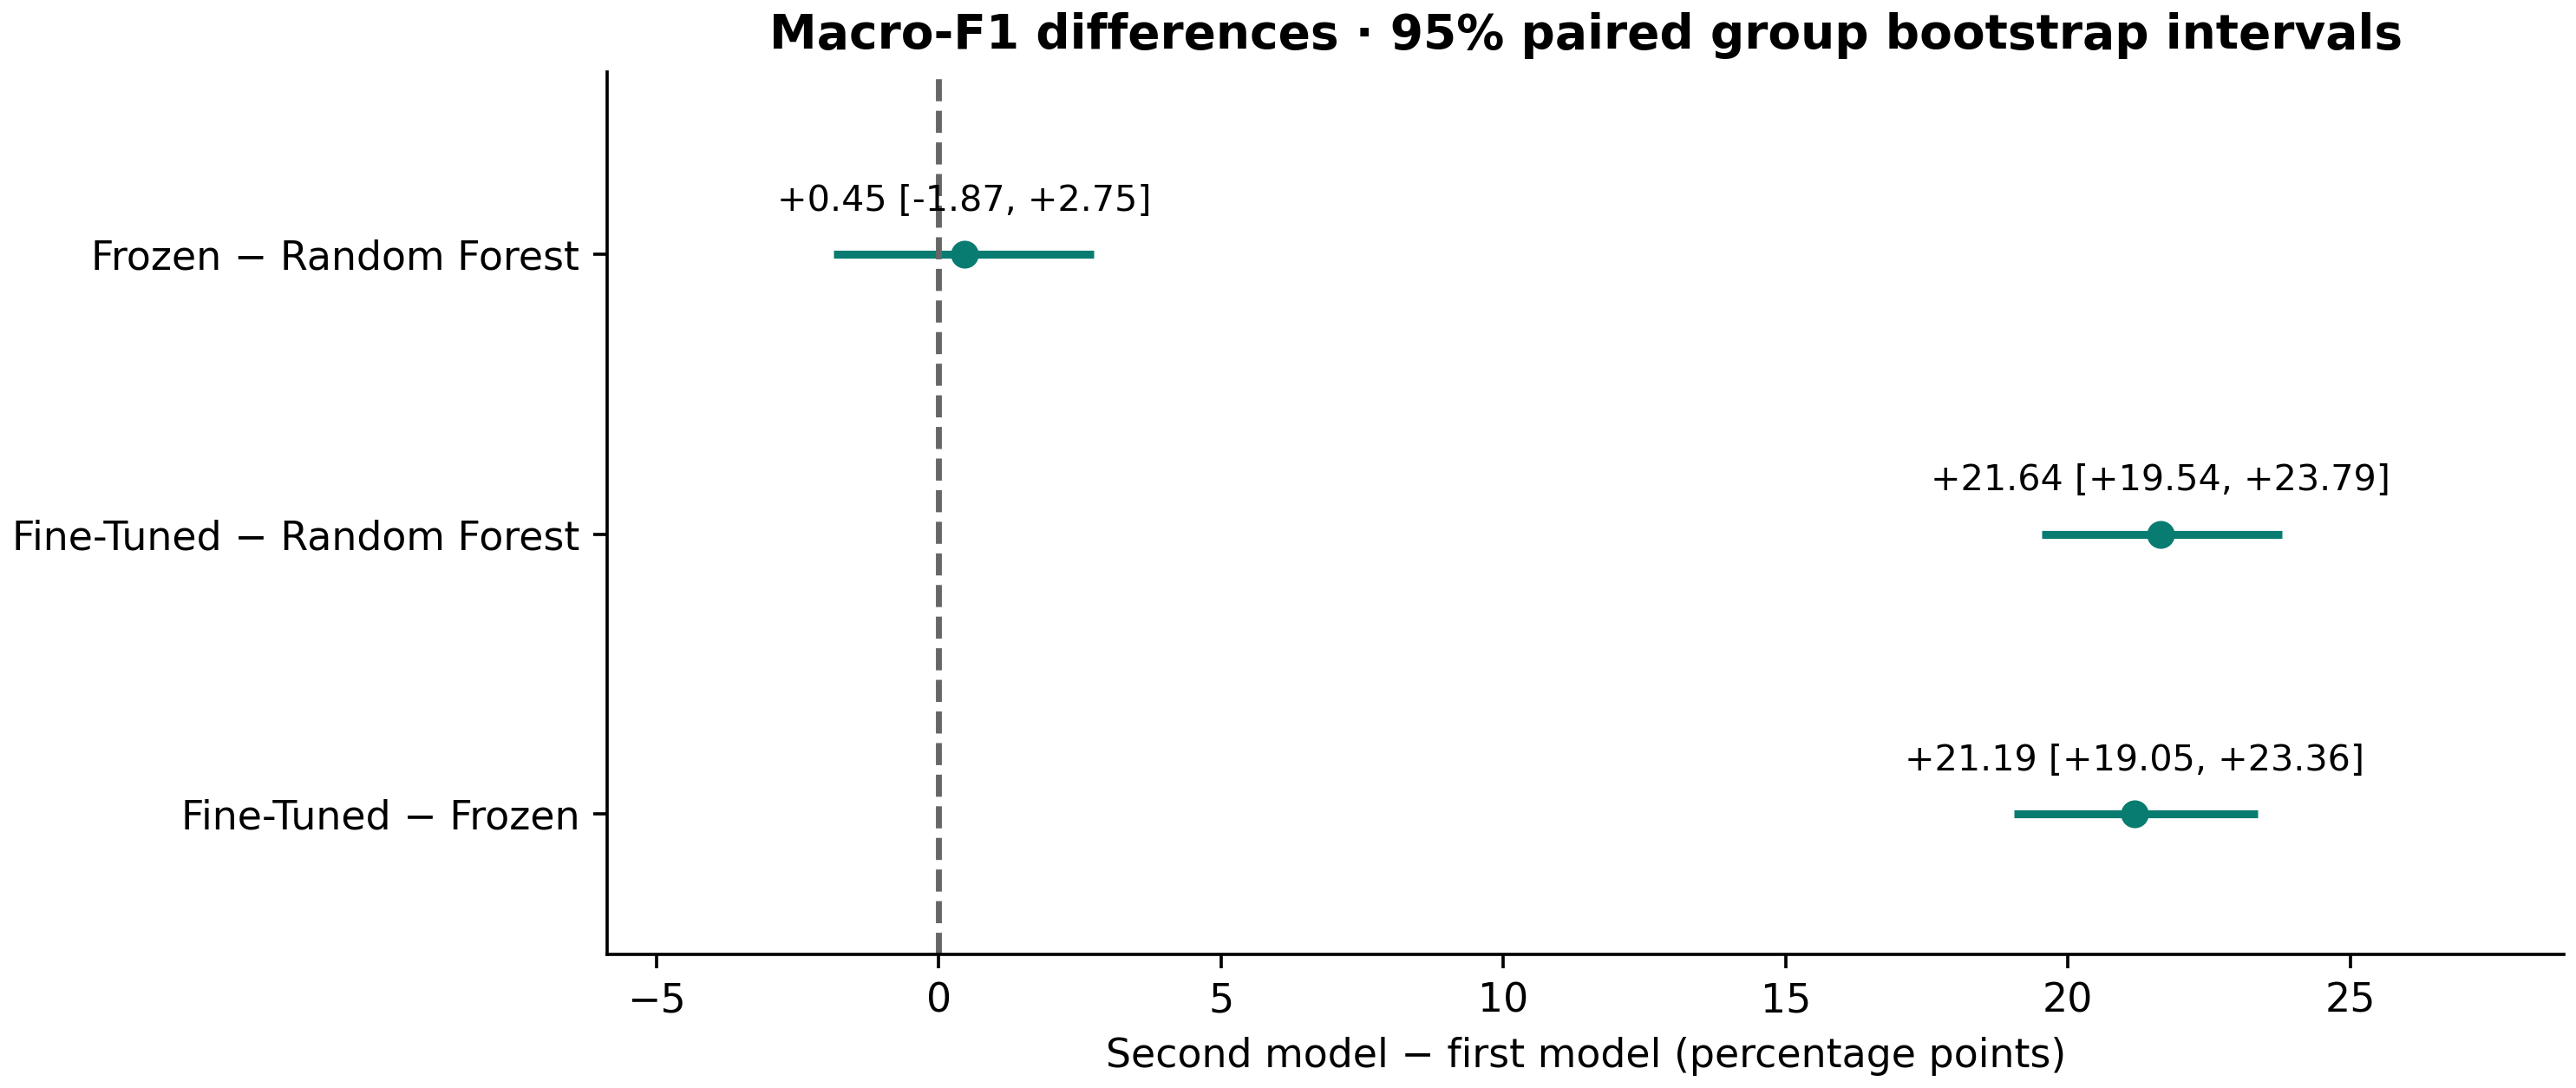 Macro-F1 differences · 95% paired group bootstrap intervals
+0.45 [-1.87, +2.75]
Frozen − Random Forest
+21.64 [+19.54, +23.79]
Fine-Tuned − Random Forest
+21.19 [+19.05, +23.36]
Fine-Tuned − Frozen
−5 0 5 10 15 20 25
Second model − first model (percentage points)